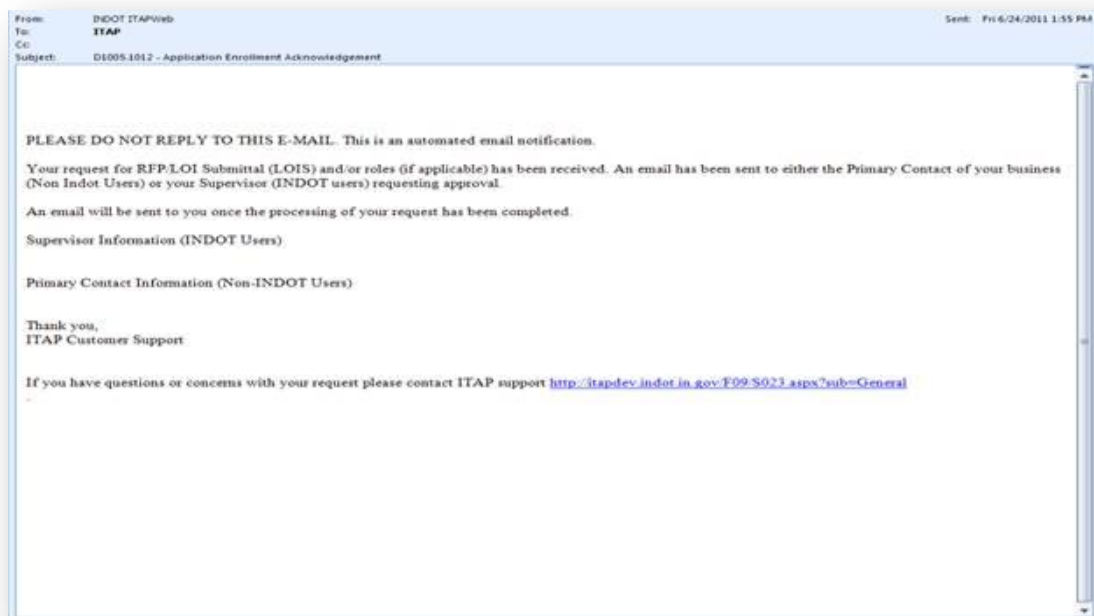 From: INDOT ITAPWeb Sent: Fri 6/24/2011 1:55 PM
To: ITAP
Cc:
Subject: D1005.1012 - Application Enrollment Acknowledgement
PLEASE DO NOT REPLY TO THIS E-MAIL. This is an automated email notification.
Your request for RFP/LOI Submittal (LOIS) and/or roles (if applicable) has been received. An email has been sent to either the Primary Contact of your business
(Non Indot Users) or your Supervisor (INDOT users) requesting approval.
An email will be sent to you once the processing of your request has been completed.
Supervisor Information (INDOT Users)
Primary Contact Information (Non-INDOT Users)
Thank you,
ITAP Customer Support
If you have questions or concerns with your request please contact ITAP support http://itapdev.indot.in.gov/F09/S023.aspx?sub=General